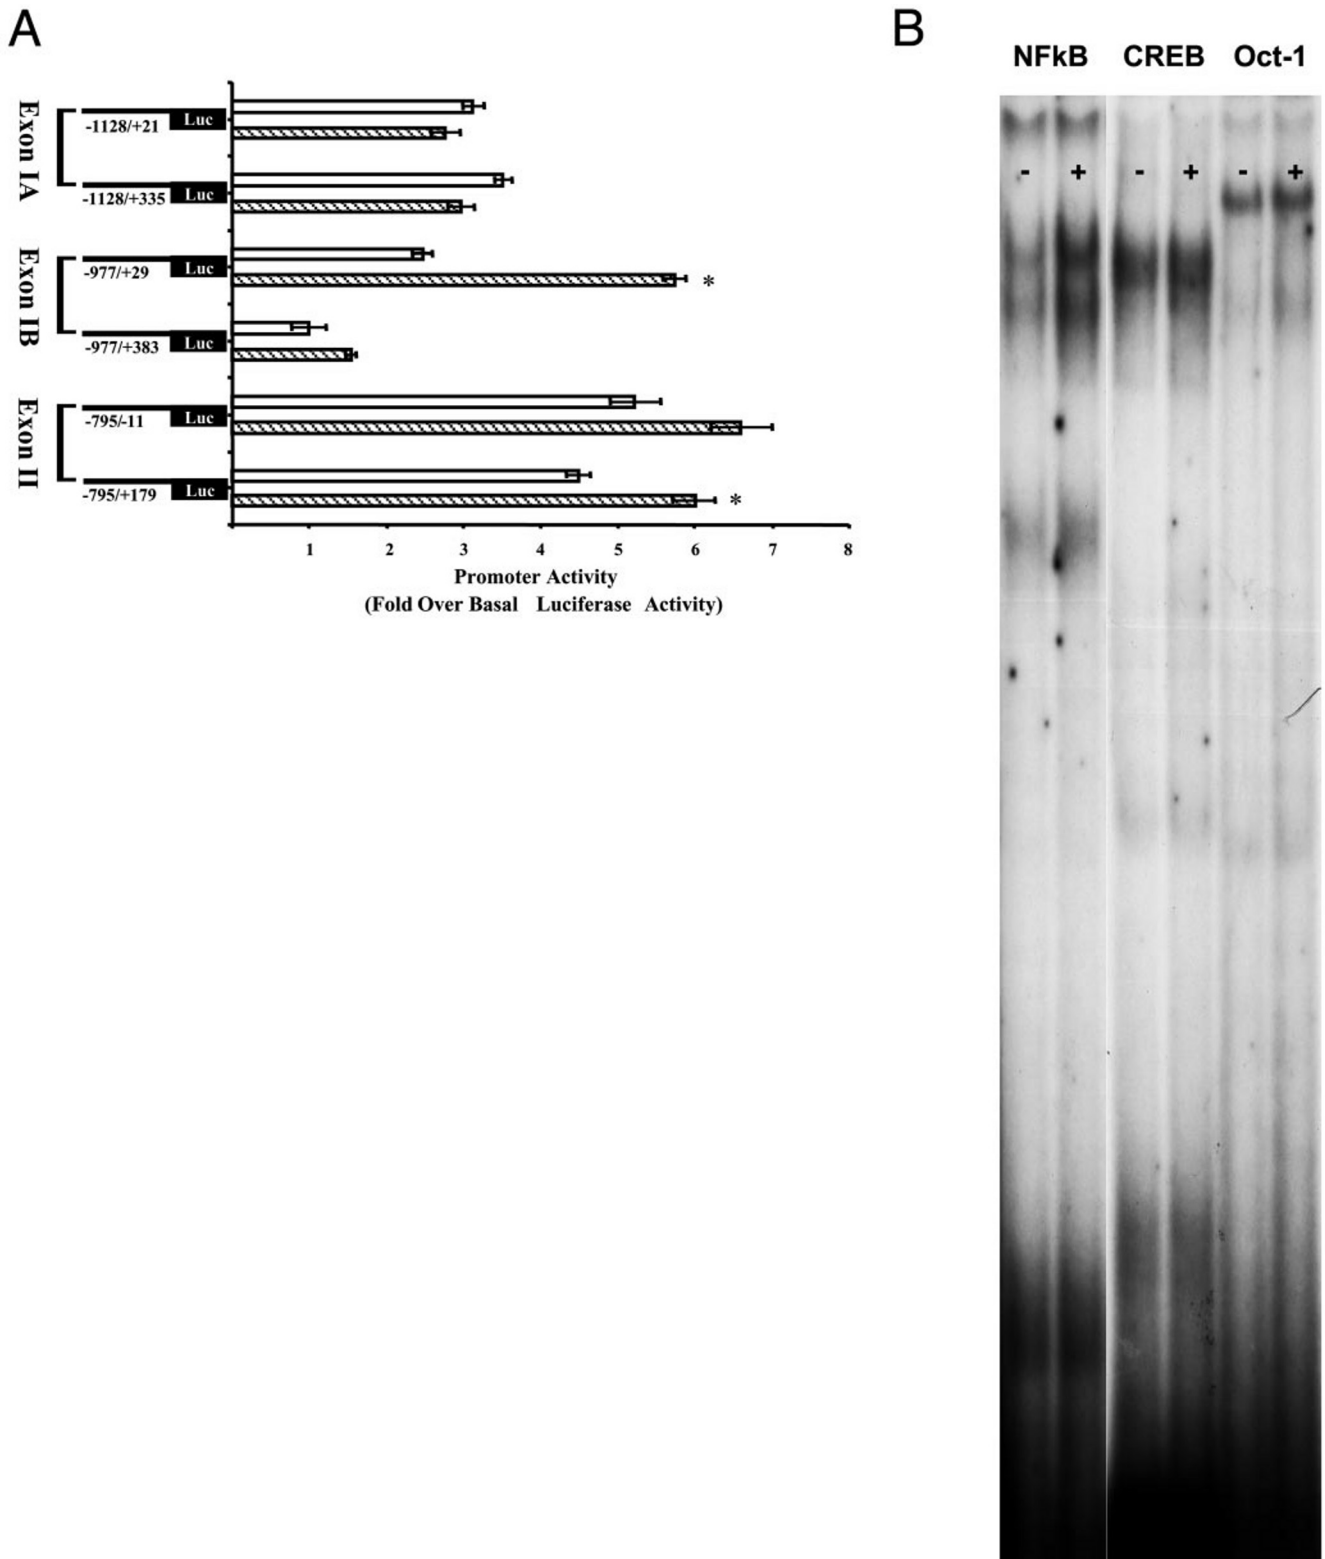 A
B
NFkB CREB Oct-1
- + - + - +
Exon IA
-1128/+21 Luc
-1128/+335 Luc
Exon IB
-977/+29 Luc
*
-977/+383 Luc
Exon II
-795/-11 Luc
-795/+179 Luc
*
1 2 3 4 5 6 7 8
Promoter Activity
(Fold Over Basal Luciferase Activity)